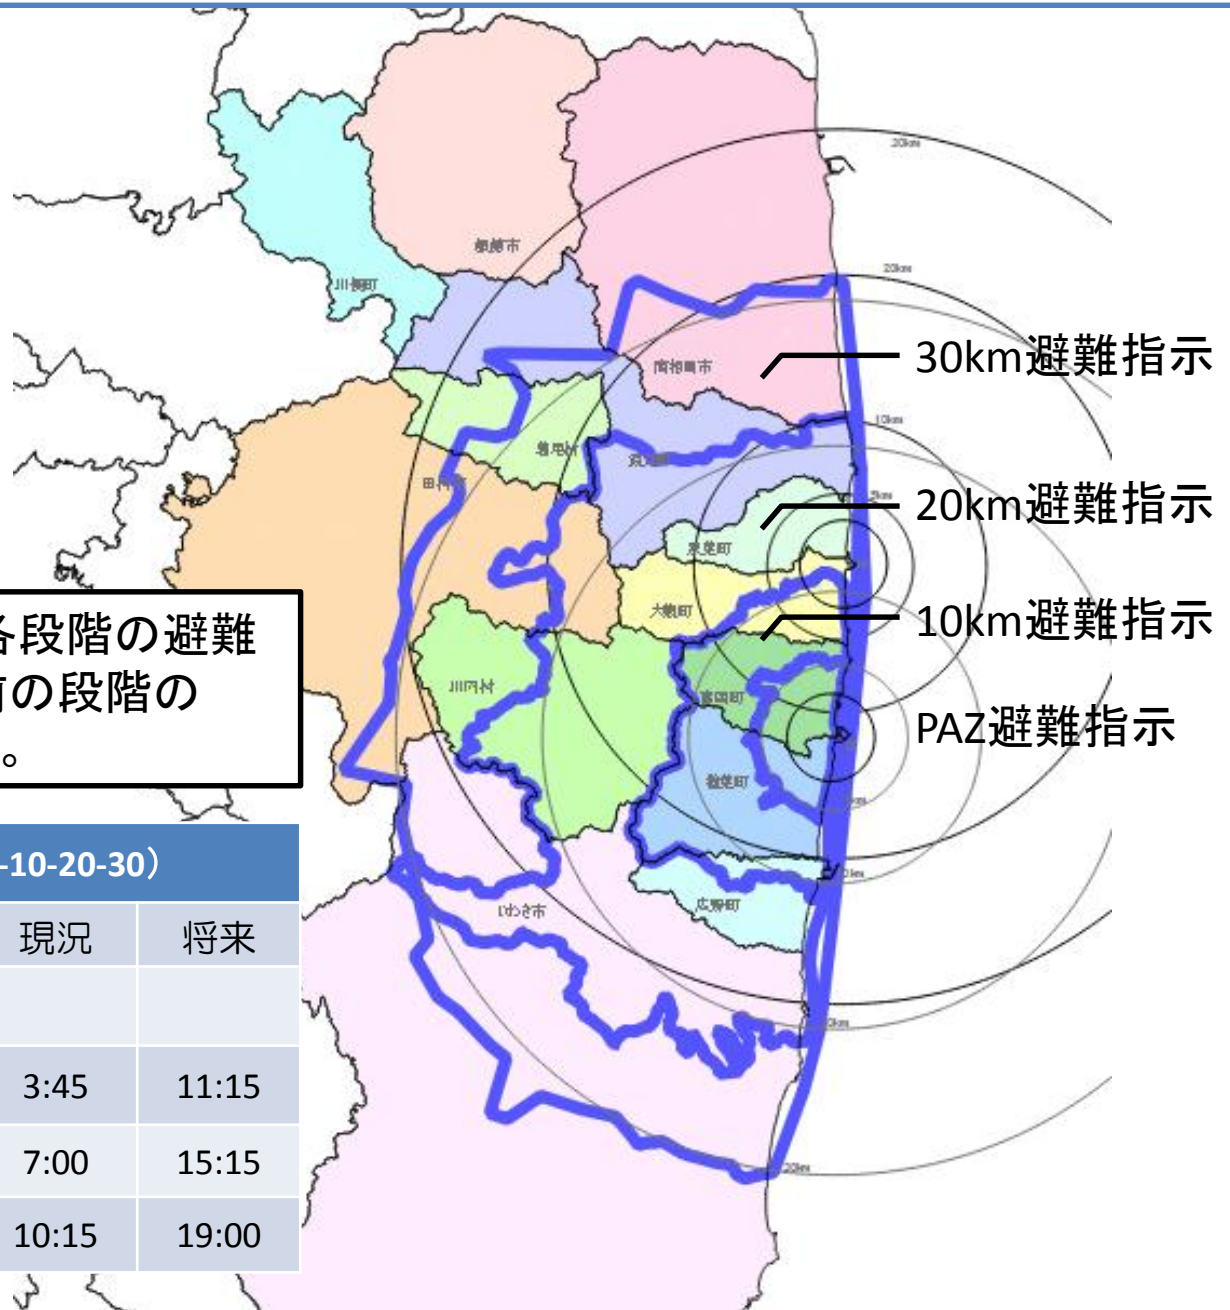 20km
飯舘市
川俣町
20km
南相馬市
30km避難指示
10km
葛尾村
浪江町
田村市
5km
20km避難指示
双葉町
大熊町
10km避難指示
各段階の避難
前の段階の
。
川内村
富岡町
PAZ避難指示
楢葉町
-10-20-30）
現況 将来
広野町
いわき市
3:45 11:15
7:00 15:15
30km
10:15 19:00